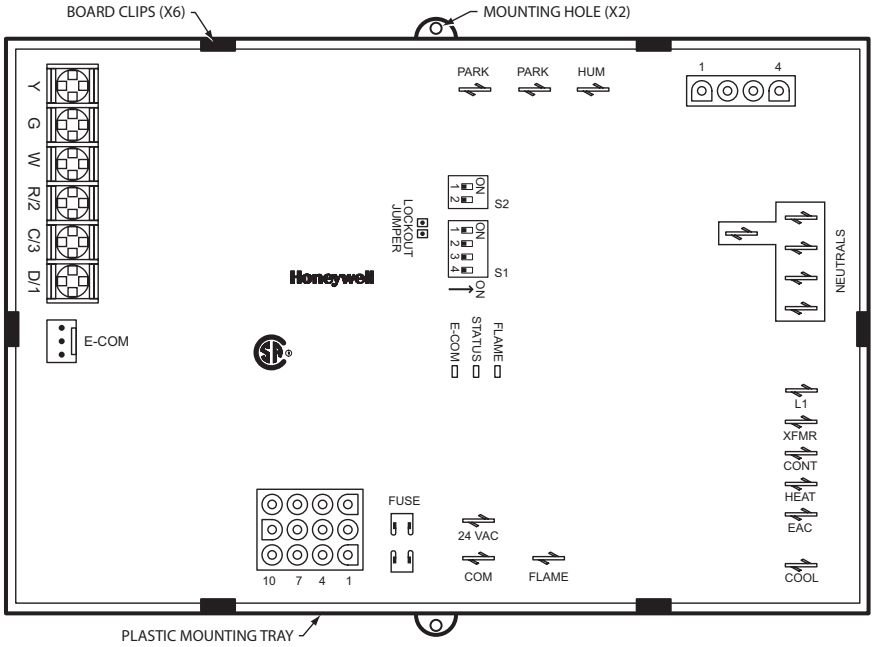 BOARD CLIPS (X6)
MOUNTING HOLE (X2)
PARK
PARK
HUM
1
4
Y
G
W
R/2
C/3
D/1
E-COM
LOCKOUT
JUMPER
ON
1
2
S2
ON
1
2
3
4
S1
ON
Honeywell
SA ®
E-COM
STATUS
FLAME
NEUTRALS
L1
XFMR
CONT
HEAT
EAC
COOL
FUSE
24 VAC
COM
FLAME
10
7
4
1
PLASTIC MOUNTING TRAY